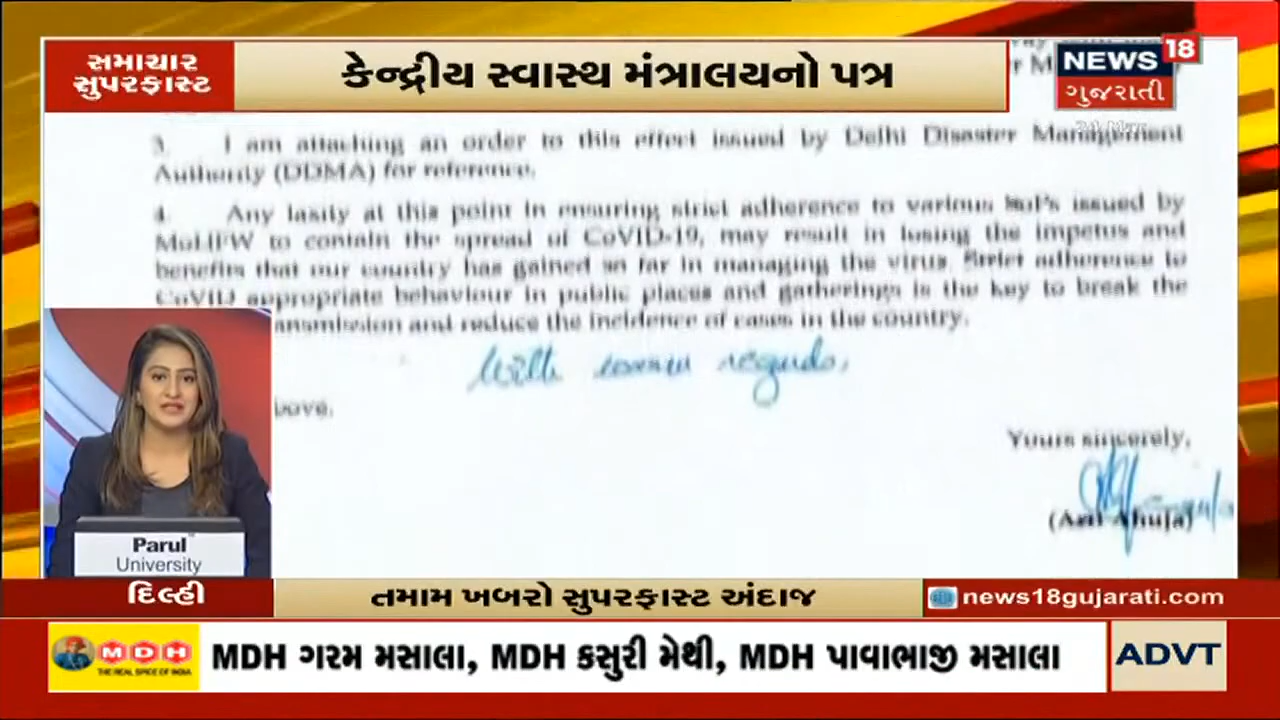 સમાચાર
સુપરફાસ્ટ
કેન્દ્રીય સ્વાસ્થ મંત્રાલયનો પત્ર
NEWS 18
ગુજરાતી
3. I am attaching an order to this effect issued by Delhi Disaster Management
Authority (DDMA) for reference.
4. Any laxity at this point in ensuring strict adherence to various SoPs issued by
MoHFW to contain the spread of CoVID-19, may result in losing the impetus and
benefits that our country has gained so far in managing the virus. Strict adherence to
CoVID appropriate behaviour in public places and gatherings is the key to break the
ansmission and reduce the incidence of cases in the country.
With warm regards,
bove.
Yours sincerely,
(Arti Ahuja)
Parul
University
દિલ્હી
તમામ ખબરો સુપરફાસ્ટ અંદાજ
news18gujarati.com
MDH
THE REAL SPICE OF INDIA
MDH ગરમ મસાલા, MDH કસુરી મેથી, MDH પાવાભાજી મસાલા
ADVT